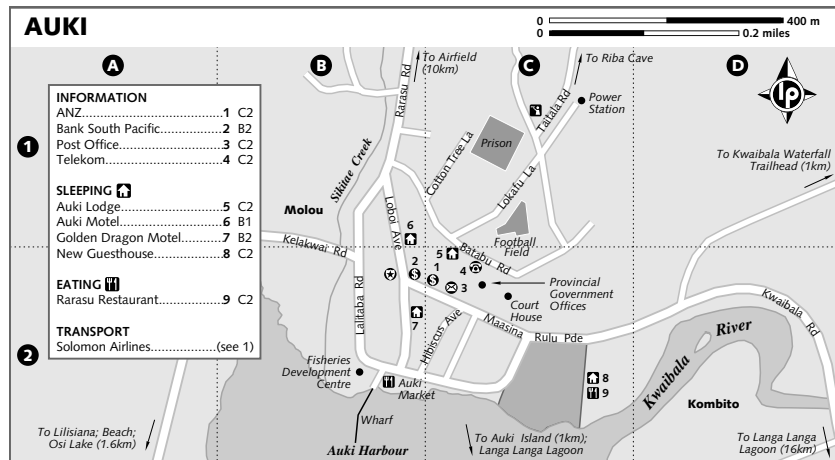 AUKI
0 400 m
0 0.2 miles
A
B
C
D
1
2
INFORMATION
ANZ....................................1 C2
Bank South Pacific..............2 B2
Post Office.........................3 C2
Telekom............................4 C2
SLEEPING
Auki Lodge........................5 C2
Auki Motel.........................6 B1
Golden Dragon Motel........7 B2
New Guesthouse................8 C2
EATING
Rarasu Restaurant..............9 C2
TRANSPORT
Solomon Airlines...............(see 1)
To Airfield
(10km)
Rarasu Rd
To Riba Cave
Power
Station
Taitala Rd
lp
Prison
Cotton Tree La
Lokafu La
Sikitae Creek
To Kwaibala Waterfall
Trailhead (1km)
Molou
Loboi Ave
Kelakwai Rd
Football
Field
Batabu Rd
6
5
2
1
4
3
7
8
9
Provincial
Government
Offices
Court
House
Lalitaba Rd
Hibiscus Ave
Maasina
Rulu Pde
Kwaibala Rd
Kwaibala River
Kombito
Fisheries
Development
Centre
Auki
Market
Wharf
Auki Harbour
To Lilisiana; Beach;
Osi Lake (1.6km)
To Auki Island (1km);
Langa Langa Lagoon
To Langa Langa
Lagoon (16km)